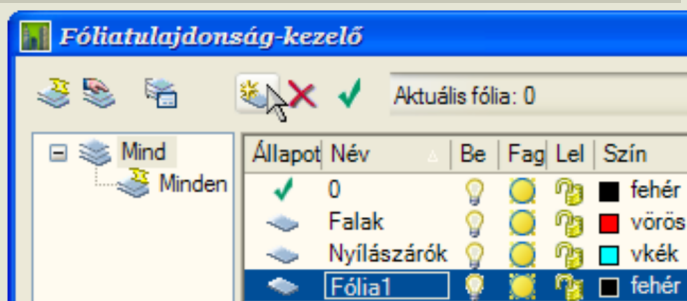 Fóliatulajdonság-kezelő
Aktuális fólia: 0
Mind
Minden
Állapot Név Be Fag Lel Szín
0 fehér
Falak vörös
Nyílászárók vkék
Fólia1 fehér